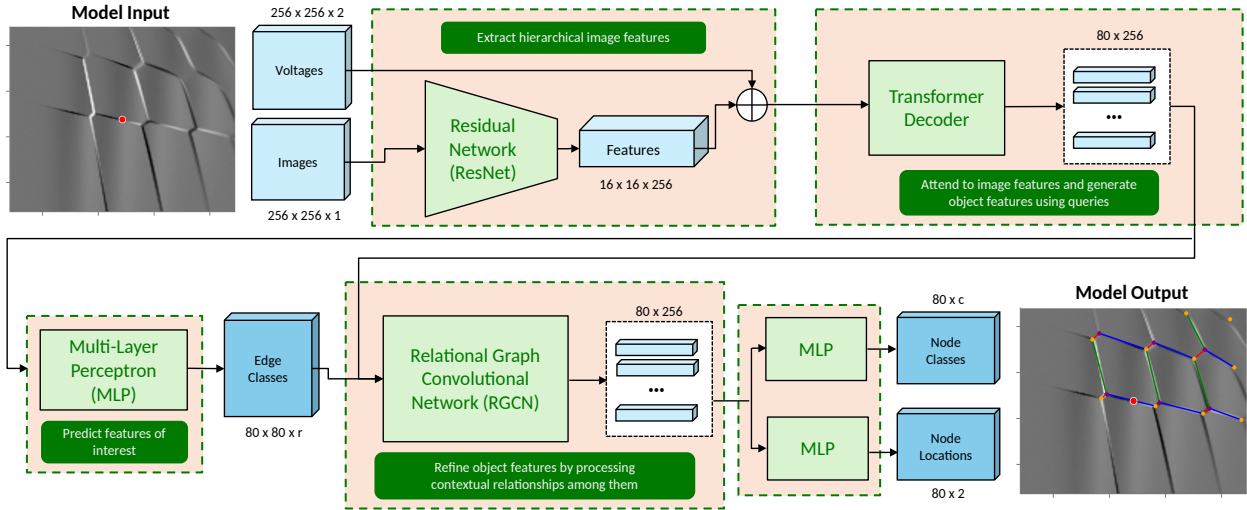 Model Input
256 x 256 x 2
Voltages
Images
256 x 256 x 1
Extract hierarchical image features
Residual
Network
(ResNet)
Features
16 x 16 x 256
Transformer
Decoder
80 x 256
•••
Attend to image features and generate
object features using queries
Multi-Layer
Perceptron
(MLP)
Predict features of
interest
Edge
Classes
80 x 80 x r
Relational Graph
Convolutional
Network (RGCN)
80 x 256
•••
Refine object features by processing
contextual relationships among them
MLP
MLP
80 x c
Node
Classes
Node
Locations
80 x 2
Model Output